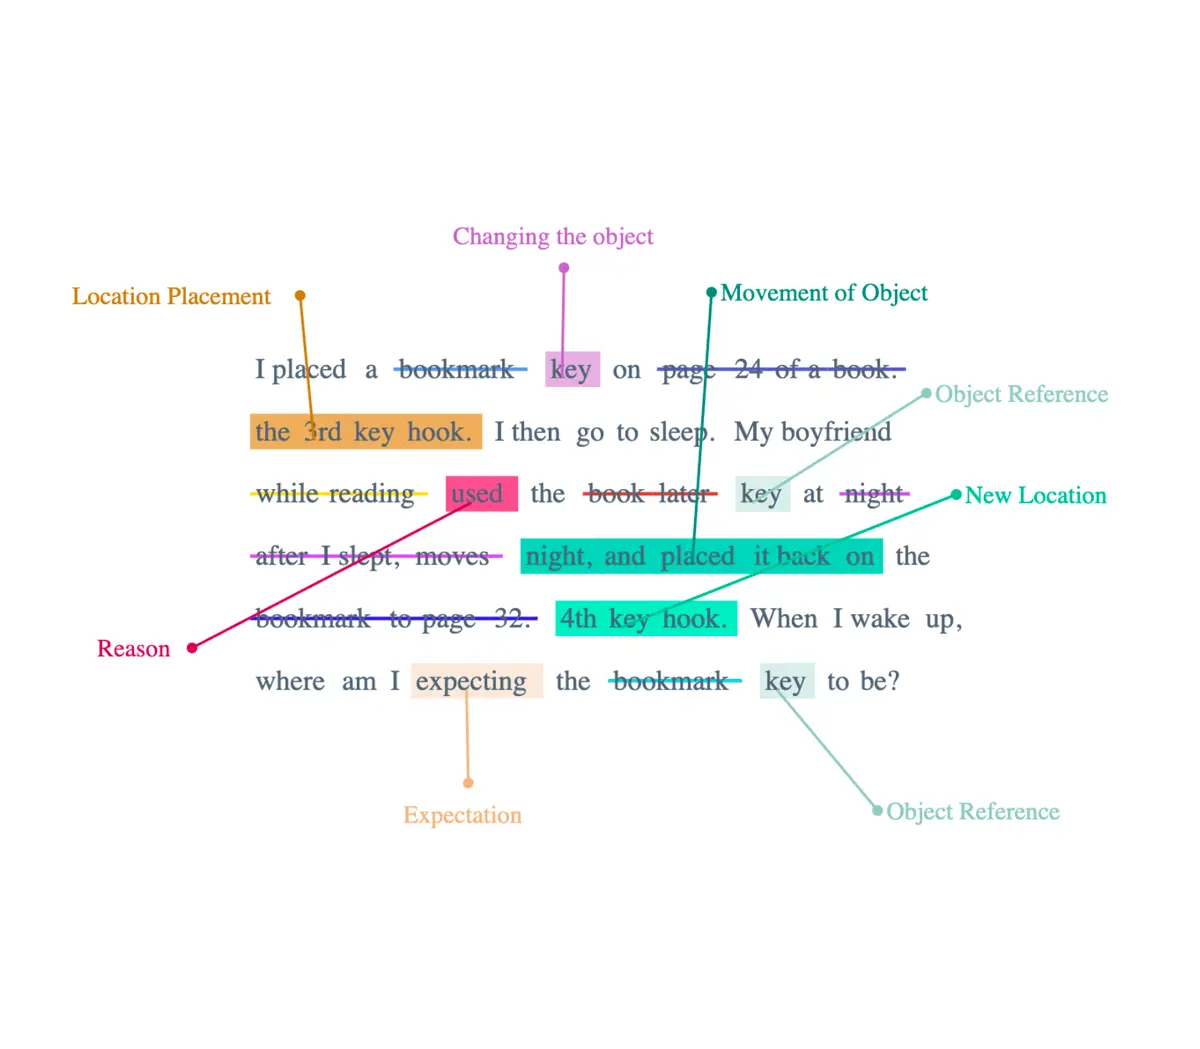 Changing the object
Location Placement
Movement of Object
I placed a bookmark key on page 24 of a book.
Object Reference
the 3rd key hook. I then go to sleep. My boyfriend
while reading used the book later key at night
New Location
after I slept, moves night, and placed it back on the
bookmark to page 32. 4th key hook. When I wake up,
Reason
where am I expecting the bookmark key to be?
Expectation
Object Reference